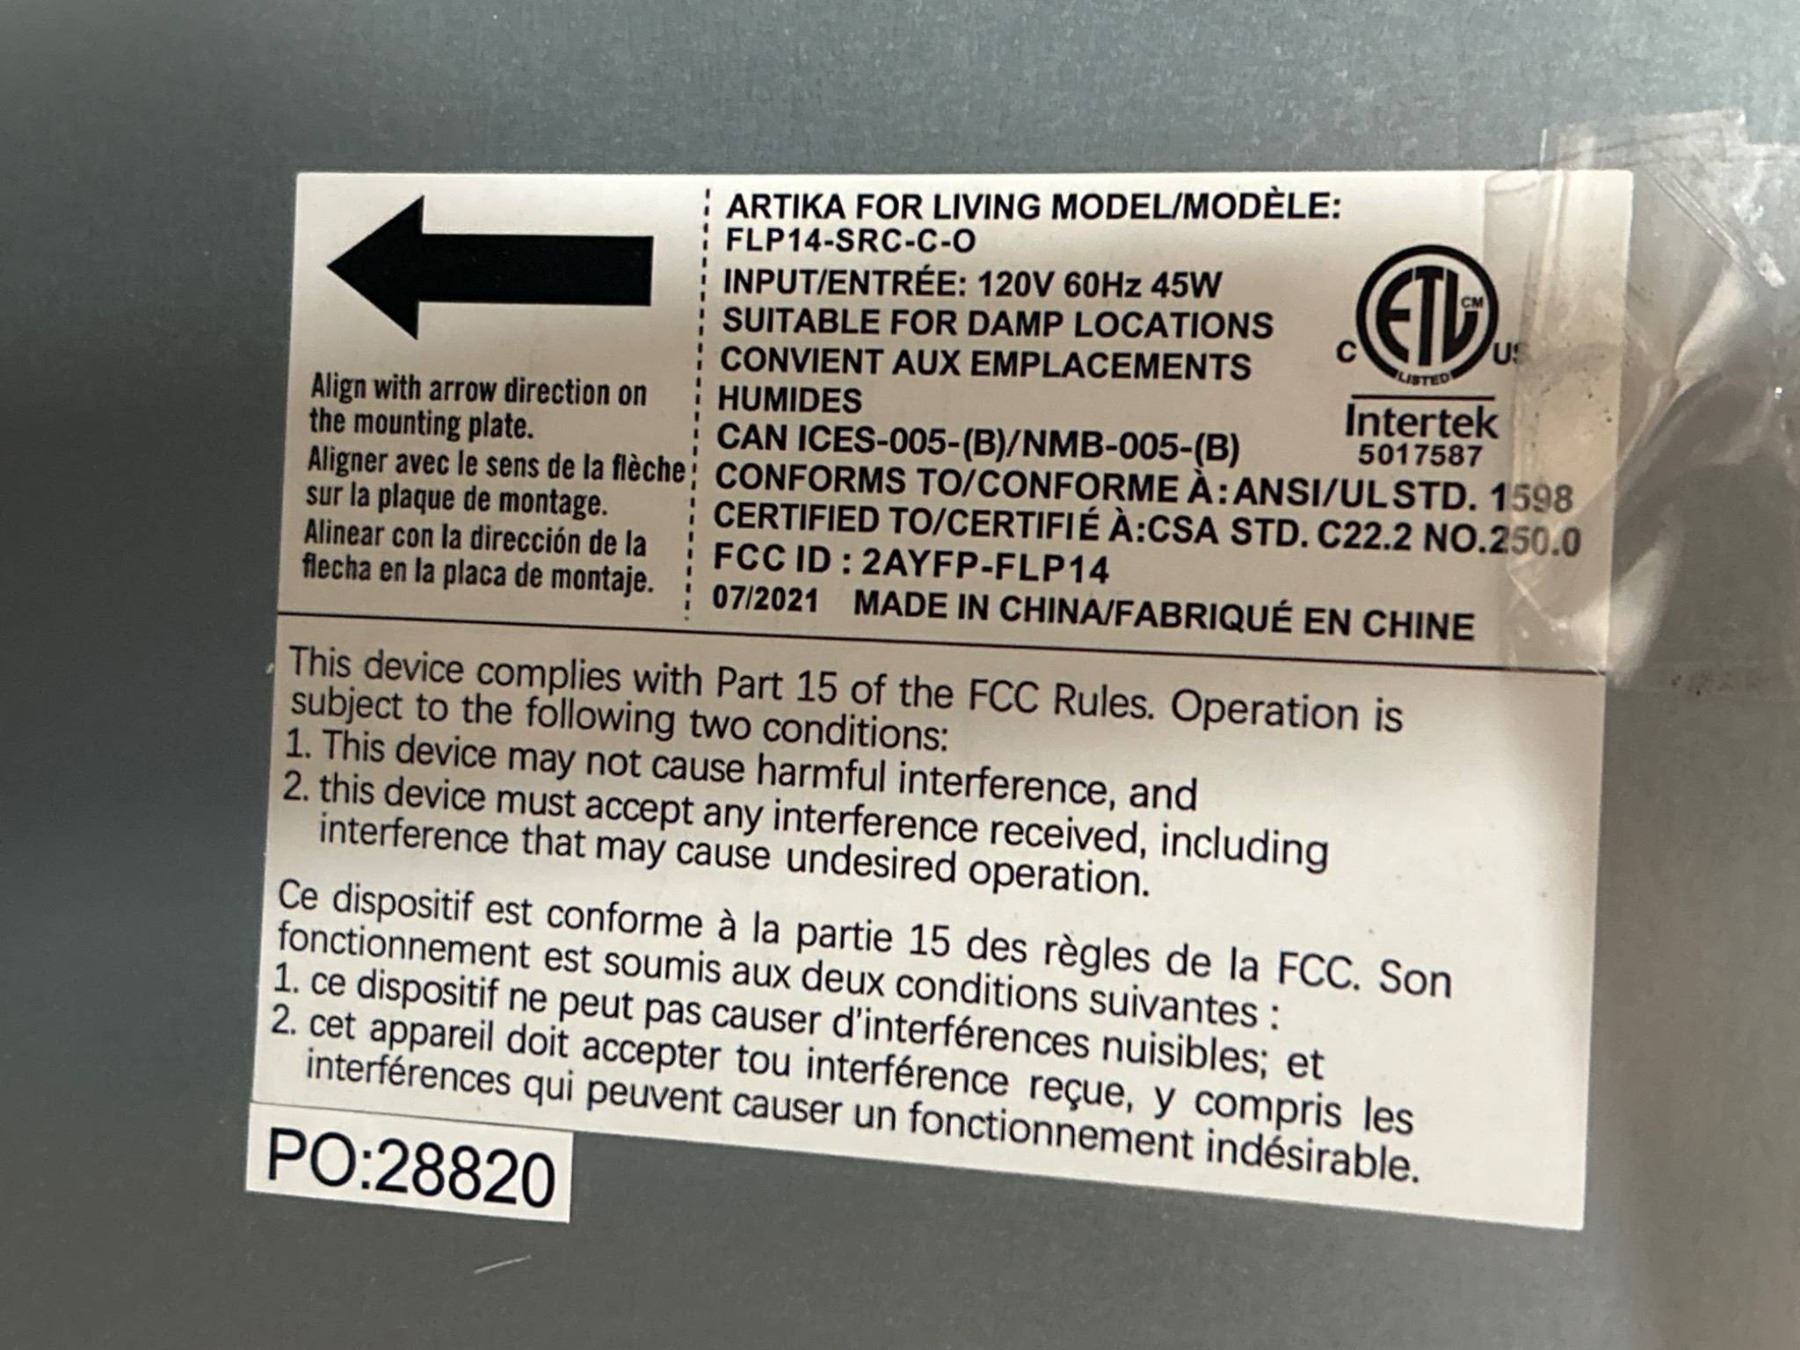 Align with arrow direction on
the mounting plate.
Aligner avec le sens de la flèche
sur la plaque de montage.
Alinear con la dirección de la
flecha en la placa de montaje.
ARTIKA FOR LIVING MODEL/MODÈLE:
FLP14-SRC-C-O
INPUT/ENTRÉE: 120V 60Hz 45W
SUITABLE FOR DAMP LOCATIONS
CONVIENT AUX EMPLACEMENTS
HUMIDES
CAN ICES-005-(B)/NMB-005-(B)
CONFORMS TO/CONFORME À:ANSI/UL STD. 1598
CERTIFIED TO/CERTIFIÉ À:CSA STD. C22.2 NO.250.0
FCC ID : 2AYFP-FLP14
07/2021 MADE IN CHINA/FABRIQUÉ EN CHINE
ETL CM
C US
LISTED
Intertek
5017587
This device complies with Part 15 of the FCC Rules. Operation is
subject to the following two conditions:
1. This device may not cause harmful interference, and
2. this device must accept any interference received, including
interference that may cause undesired operation.
Ce dispositif est conforme à la partie 15 des règles de la FCC. Son
fonctionnement est soumis aux deux conditions suivantes :
1. ce dispositif ne peut pas causer d'interférences nuisibles; et
2. cet appareil doit accepter tou interférence reçue, y compris les
interférences qui peuvent causer un fonctionnement indésirable.
PO:28820